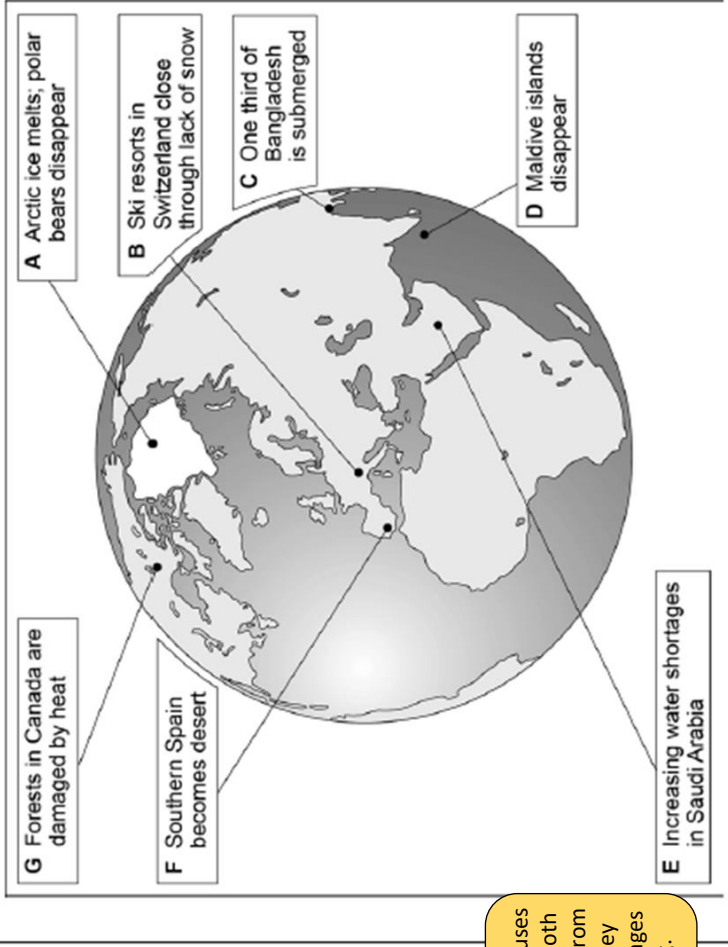 A Arctic ice melts; polar
bears disappear
B Ski resorts in
Switzerland close
through lack of snow
C One third of
Bangladesh
is submerged
D Maldive islands
disappear
E Increasing water shortages
in Saudi Arabia
F Southern Spain
becomes desert
G Forests in Canada are
damaged by heat